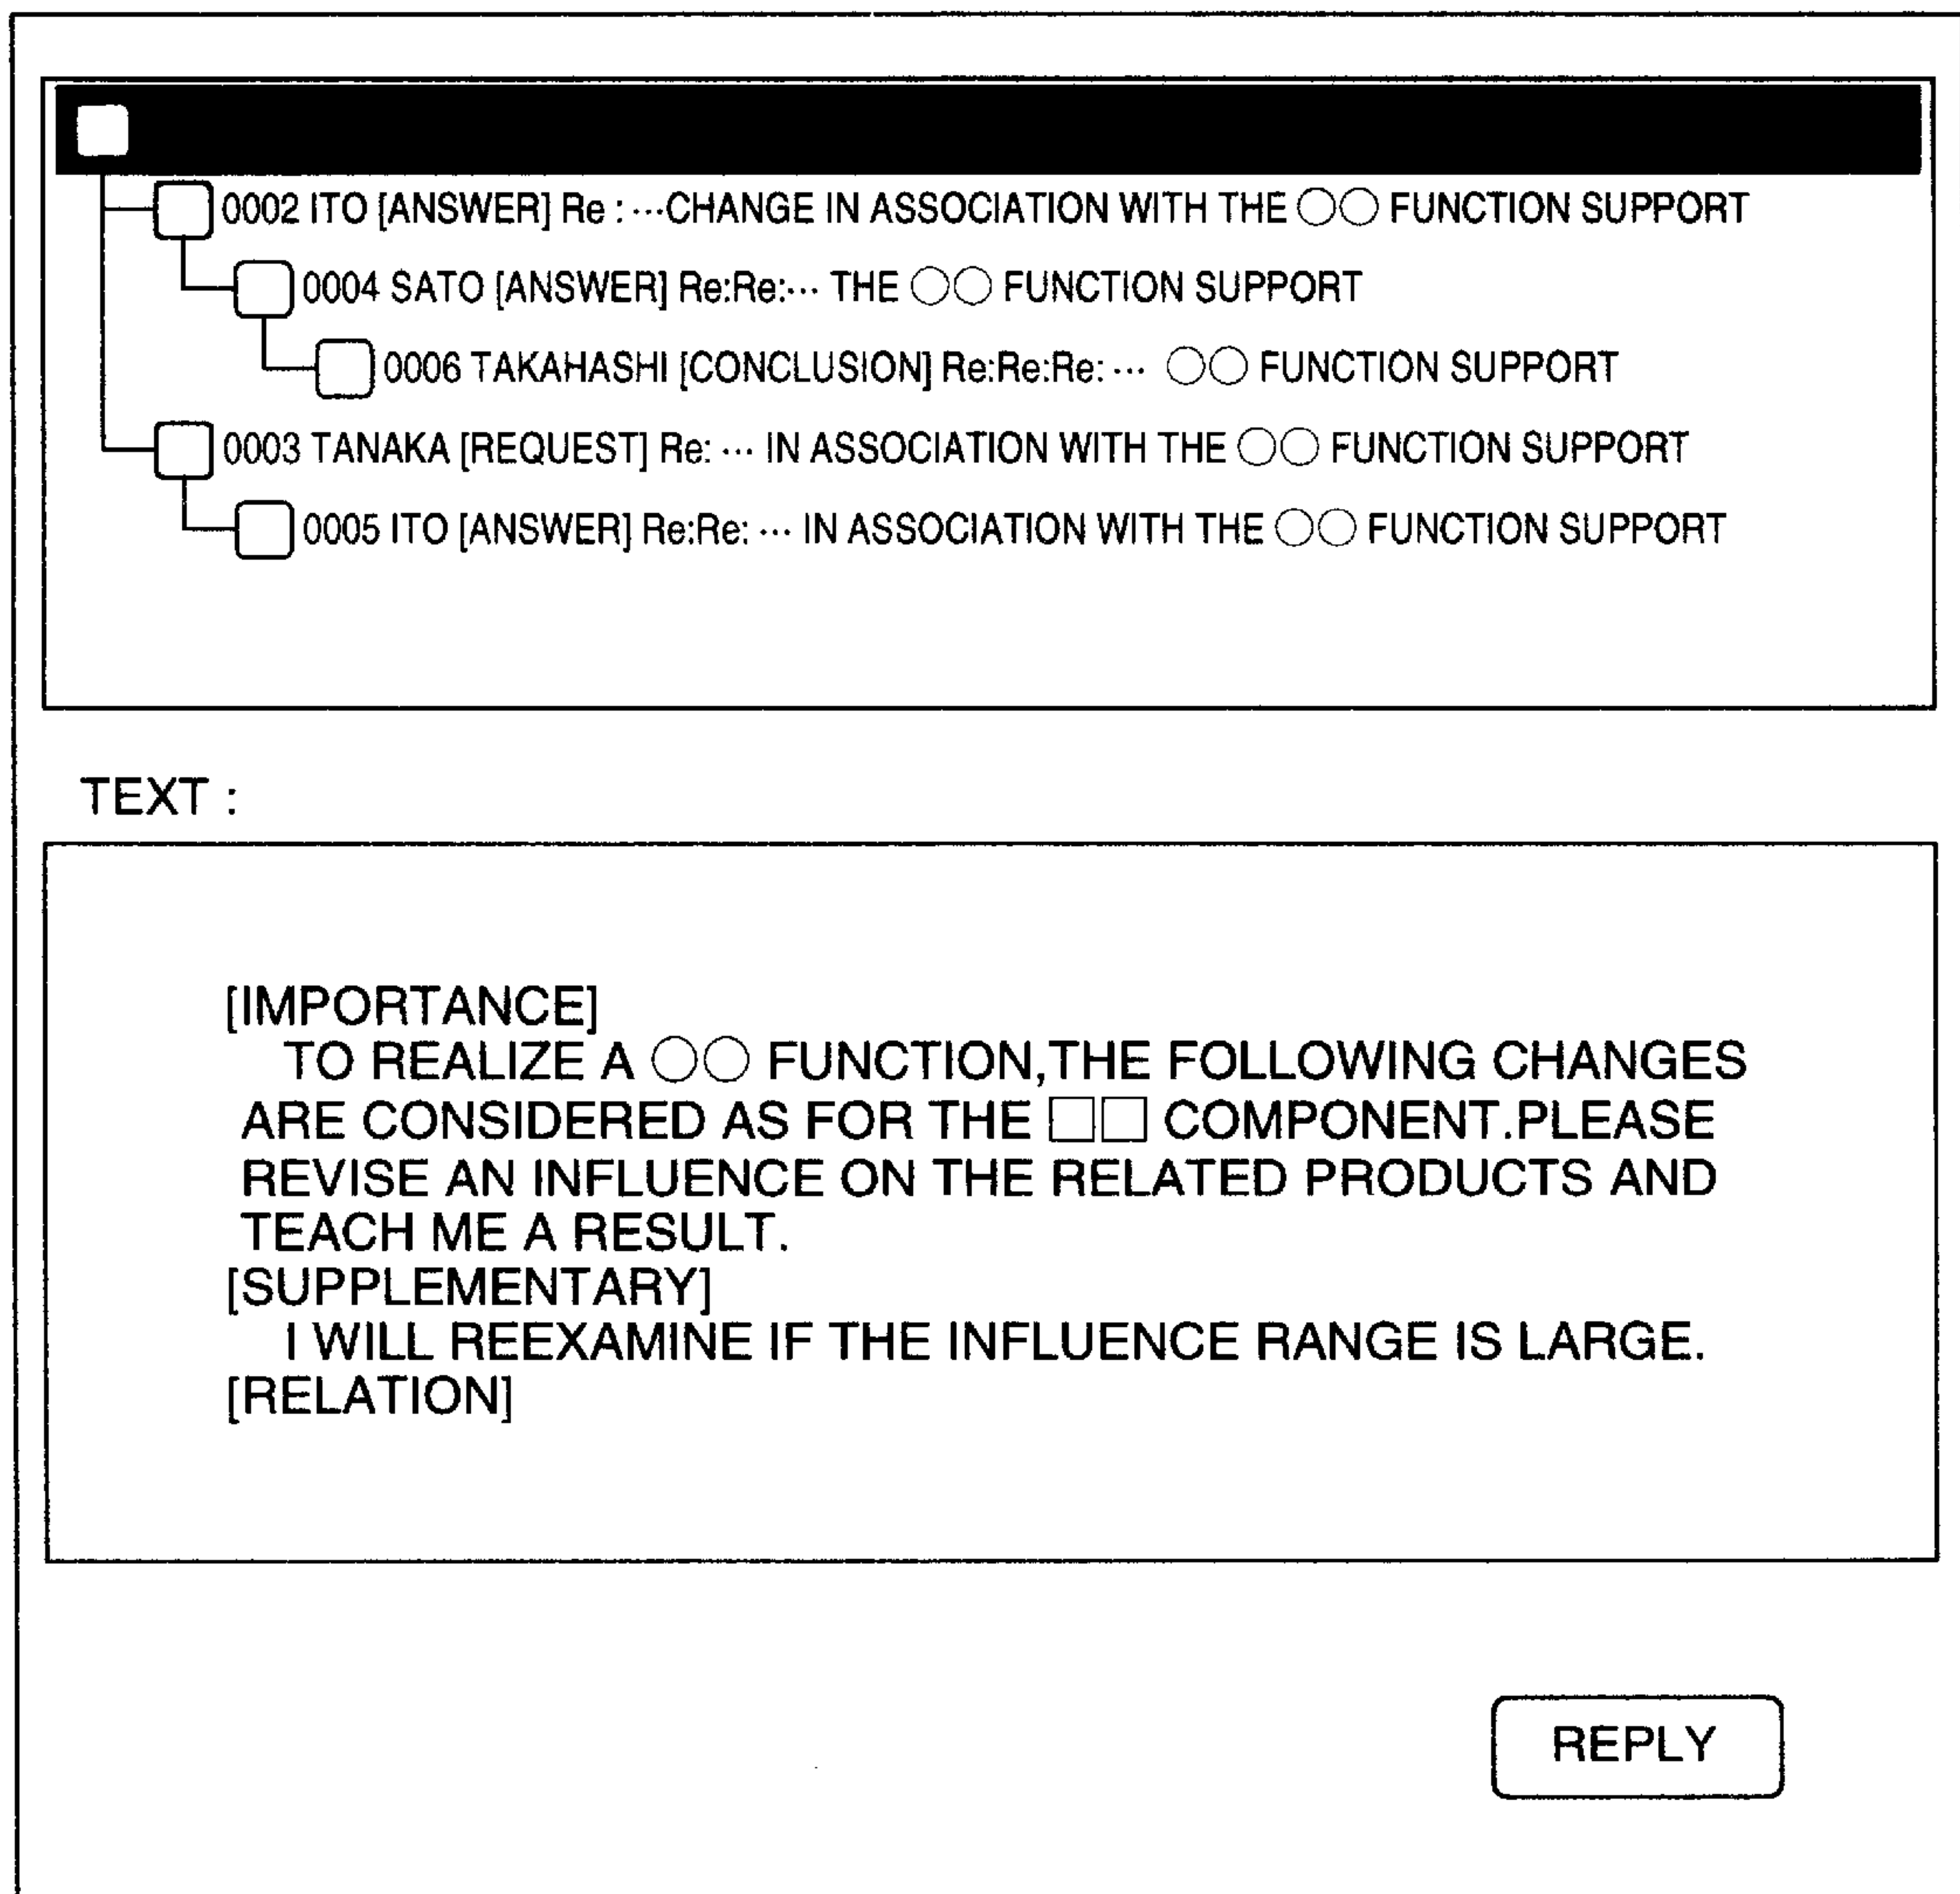 0002 ITO [ANSWER] Re : ···CHANGE IN ASSOCIATION WITH THE ○○ FUNCTION SUPPORT
0004 SATO [ANSWER] Re:Re:··· THE ○○ FUNCTION SUPPORT
0006 TAKAHASHI [CONCLUSION] Re:Re:Re: ··· ○○ FUNCTION SUPPORT
0003 TANAKA [REQUEST] Re: ··· IN ASSOCIATION WITH THE ○○ FUNCTION SUPPORT
0005 ITO [ANSWER] Re:Re: ··· IN ASSOCIATION WITH THE ○○ FUNCTION SUPPORT
TEXT :
[IMPORTANCE]
TO REALIZE A ○○ FUNCTION,THE FOLLOWING CHANGES
ARE CONSIDERED AS FOR THE □□ COMPONENT.PLEASE
REVISE AN INFLUENCE ON THE RELATED PRODUCTS AND
TEACH ME A RESULT.
[SUPPLEMENTARY]
I WILL REEXAMINE IF THE INFLUENCE RANGE IS LARGE.
[RELATION]
REPLY